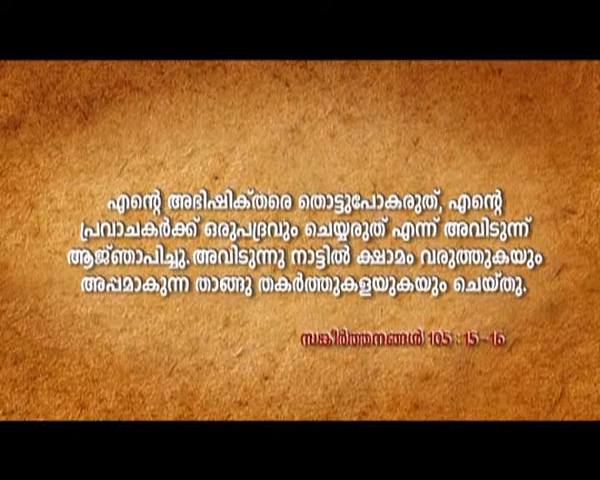 എന്റെ അഭിഷിക്തരെ തൊട്ടുപോകരുത്, എന്റെ
പ്രവാചകർക്ക് ഒരുപദ്രവും ചെയ്യരുത് എന്ന് അവിടുന്ന്
ആജ്ഞാപിച്ചു. അവിടുന്നു നാട്ടിൽ ക്ഷാമം വരുത്തുകയും
അപ്പമാകുന്ന താങ്ങു തകർത്തുകളയുകയും ചെയ്തു.
സങ്കീർത്തനങ്ങൾ 105 : 15 - 16